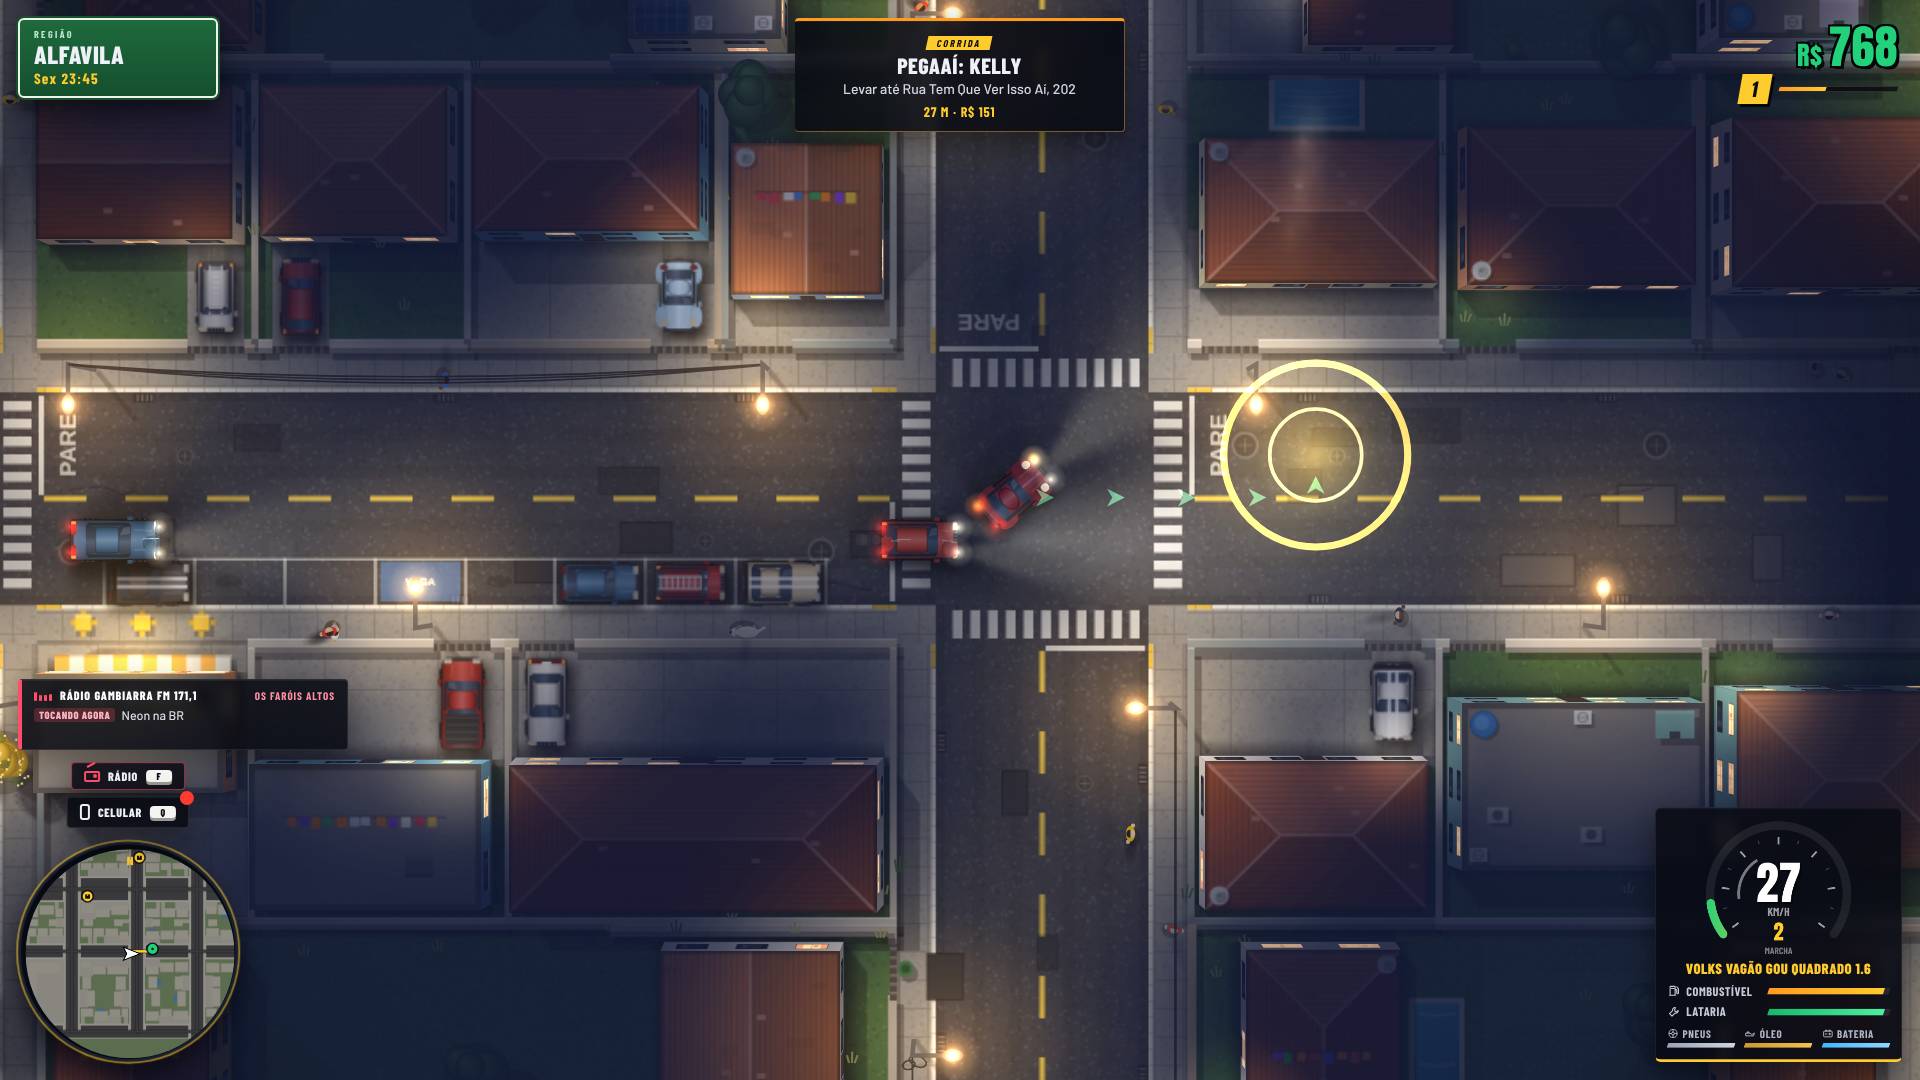 REGIÃO
ALFAVILA
Sex 23:45
CORRIDA
PEGAAÍ: KELLY
Levar até Rua Tem Que Ver Isso Aí, 202
27 M · R$ 151
R$ 768
1
PARE
PARE
PARE
RÁDIO GAMBIARRA FM 171,1
OS FARÓIS ALTOS
TOCANDO AGORA Neon na BR
RÁDIO F
CELULAR Q
M
M
27
KM/H
2
MARCHA
VOLKS VAGÃO GOU QUADRADO 1.6
COMBUSTÍVEL
LATARIA
PNEUS ÓLEO BATERIA